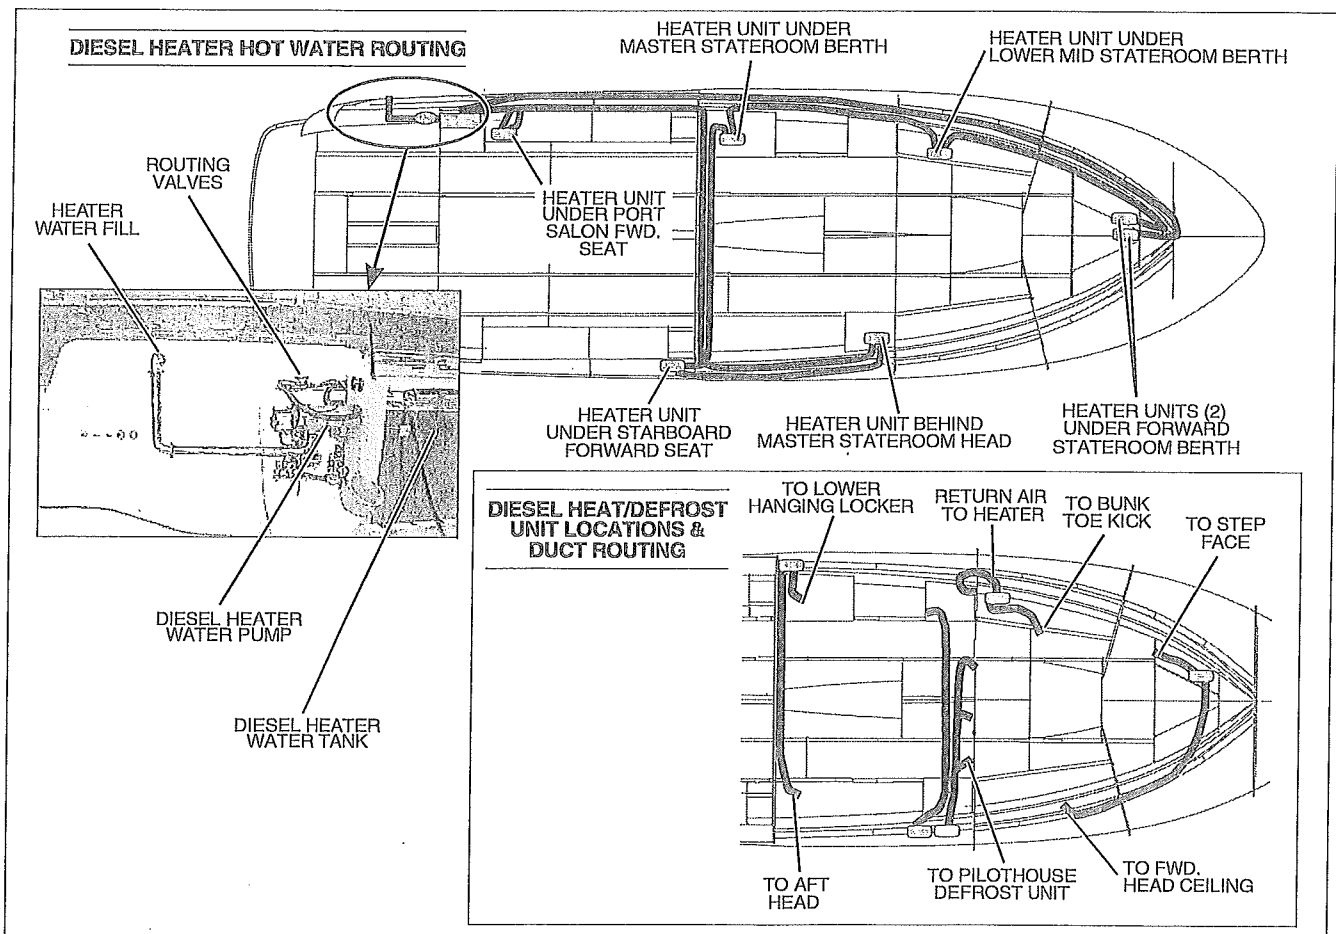 DIESEL HEATER HOT WATER ROUTING
HEATER UNIT UNDER
MASTER STATEROOM BERTH
HEATER UNIT UNDER
LOWER MID STATEROOM BERTH
ROUTING
VALVES
HEATER
WATER FILL
HEATER UNIT
UNDER PORT
SALON FWD.
SEAT
HEATER UNIT
UNDER STARBOARD
FORWARD SEAT
HEATER UNIT BEHIND
MASTER STATEROOM HEAD
HEATER UNITS (2)
UNDER FORWARD
STATEROOM BERTH
DIESEL HEATER
WATER PUMP
DIESEL HEATER
WATER TANK
DIESEL HEAT/DEFROST
UNIT LOCATIONS &
DUCT ROUTING
TO LOWER
HANGING LOCKER
RETURN AIR
TO HEATER
TO BUNK
TOE KICK
TO STEP
FACE
TO AFT
HEAD
TO PILOTHOUSE
DEFROST UNIT
TO FWD.
HEAD CEILING